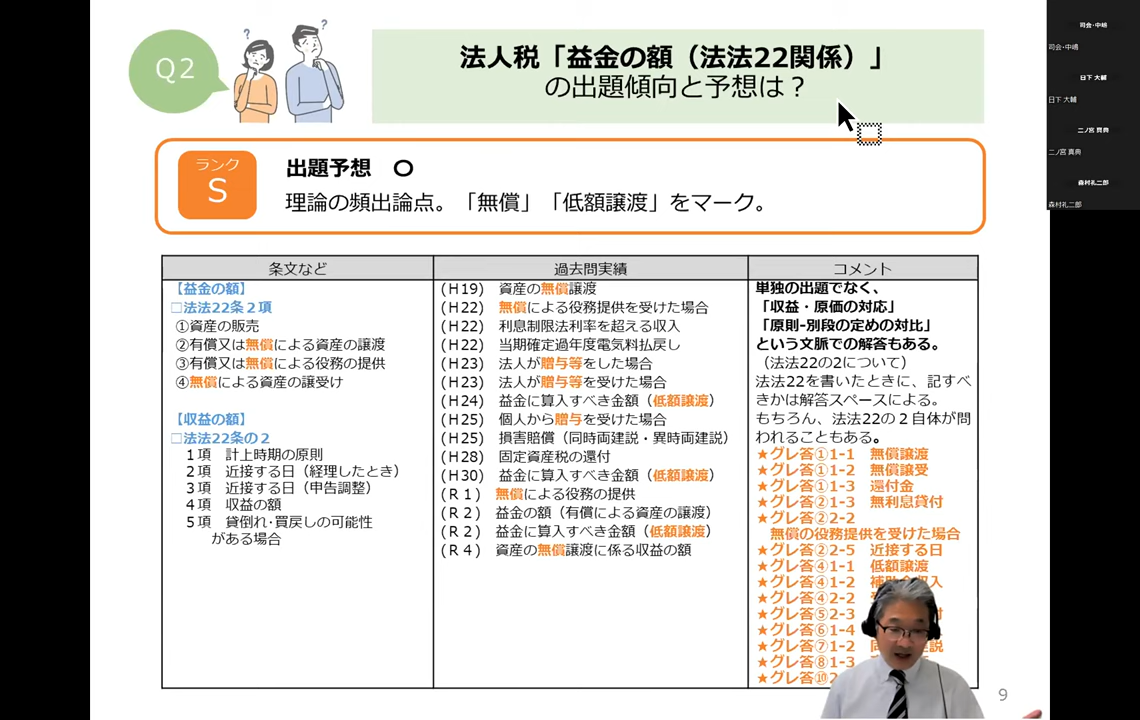 Q2
? ?
法人税「益金の額（法法22関係）」
の出題傾向と予想は？
ランク
S
出題予想　〇
理論の頻出論点。「無償」「低額譲渡」をマーク。
条文など
【益金の額】
□法法22条２項
①資産の販売
②有償又は無償による資産の譲渡
③有償又は無償による役務の提供
④無償による資産の譲受け
【収益の額】
□法法22条の２
１項　計上時期の原則
２項　近接する日（経理したとき）
３項　近接する日（申告調整）
４項　収益の額
５項　貸倒れ・買戻しの可能性
がある場合
過去問実績
(H19)　資産の無償譲渡
(H22)　無償による役務提供を受けた場合
(H22)　利息制限法利率を超える収入
(H22)　当期確定過年度電気料払戻し
(H23)　法人が贈与等をした場合
(H23)　法人が贈与等を受けた場合
(H24)　益金に算入すべき金額（低額譲渡）
(H25)　個人から贈与を受けた場合
(H25)　損害賠償（同時両建説・異時両建説）
(H28)　固定資産税の還付
(H30)　益金に算入すべき金額（低額譲渡）
(R１)　無償による役務の提供
(R２)　益金の額（有償による資産の譲渡）
(R２)　益金に算入すべき金額（低額譲渡）
(R４)　資産の無償譲渡に係る収益の額
コメント
単独の出題でなく、
「収益・原価の対応」
「原則-別段の定めの対比」
という文脈での解答もある。
（法法22の2について）
法法22を書いたときに、記すべ
きかは解答スペースによる。
もちろん、法法22の２自体が問
われることもある。
★グレ答①1-1　無償譲渡
★グレ答①1-2　無償譲受
★グレ答①1-3　還付金
★グレ答②1-3　無利息貸付
★グレ答②2-2
無償の役務提供を受けた場合
★グレ答②2-5　近接する日
★グレ答④1-1　低額譲渡
★グレ答④1-2
★グレ答④2-2
★グレ答⑤2-3
★グレ答⑥1-4
★グレ答⑦1-2
★グレ答⑧1-3
★グレ答⑩
9
司会・中嶋
司会・中嶋
日下 大輔
日下 大輔
二ノ宮 真典
二ノ宮 真典
森村礼二郎
森村礼二郎